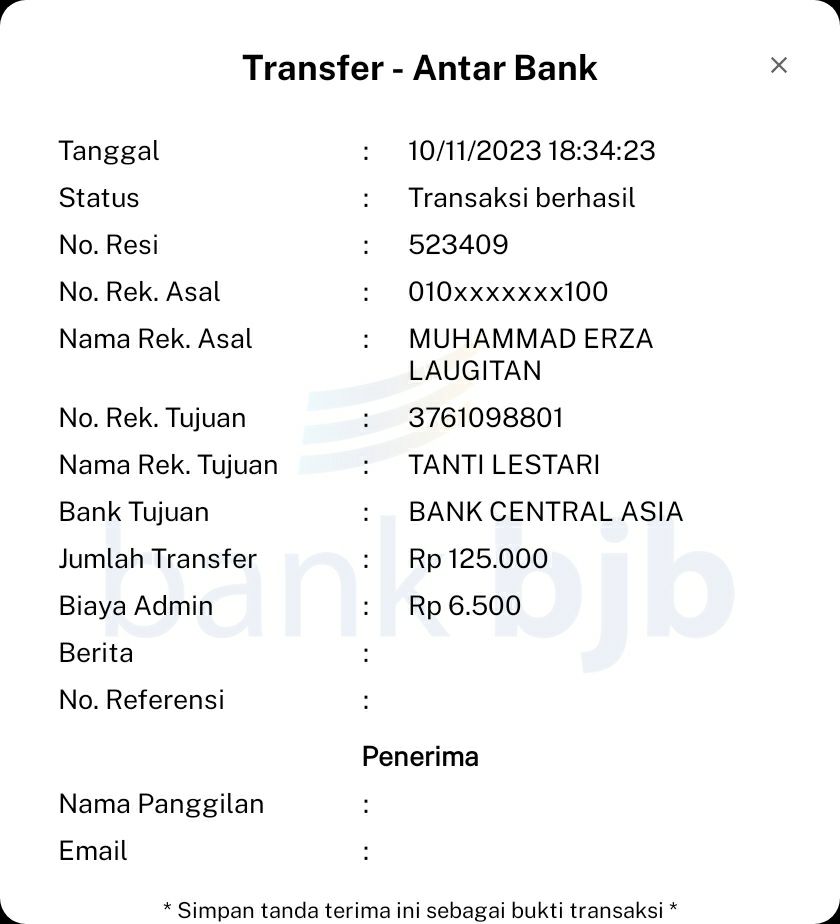 Transfer - Antar Bank
Tanggal : 10/11/2023 18:34:23
Status : Transaksi berhasil
No. Resi : 523409
No. Rek. Asal : 010xxxxxxx100
Nama Rek. Asal : MUHAMMAD ERZA
LAUGITAN
No. Rek. Tujuan : 3761098801
Nama Rek. Tujuan : TANTI LESTARI
Bank Tujuan : BANK CENTRAL ASIA
Jumlah Transfer : Rp 125.000
Biaya Admin : Rp 6.500
bank bjb
Berita :
No. Referensi :
Penerima
Nama Panggilan :
Email :
* Simpan tanda terima ini sebagai bukti transaksi *